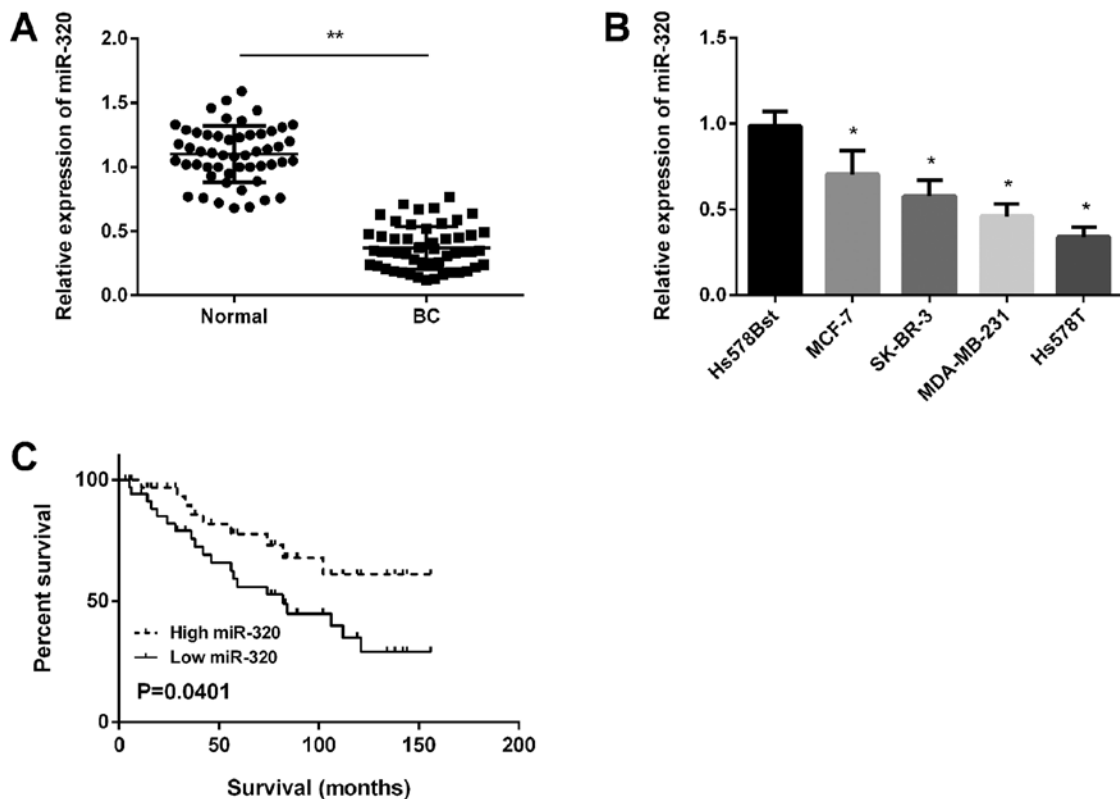 A
Relative expression of miR-320
2.0
1.5
1.0
0.5
0.0
**
Normal
BC
B
Relative expression of miR-320
1.5
1.0
0.5
0.0
*
*
*
*
Hs578Bst
MCF-7
SK-BR-3
MDA-MB-231
Hs578T
C
Percent survival
100
50
0
High miR-320
Low miR-320
P=0.0401
0
50
100
150
200
Survival (months)